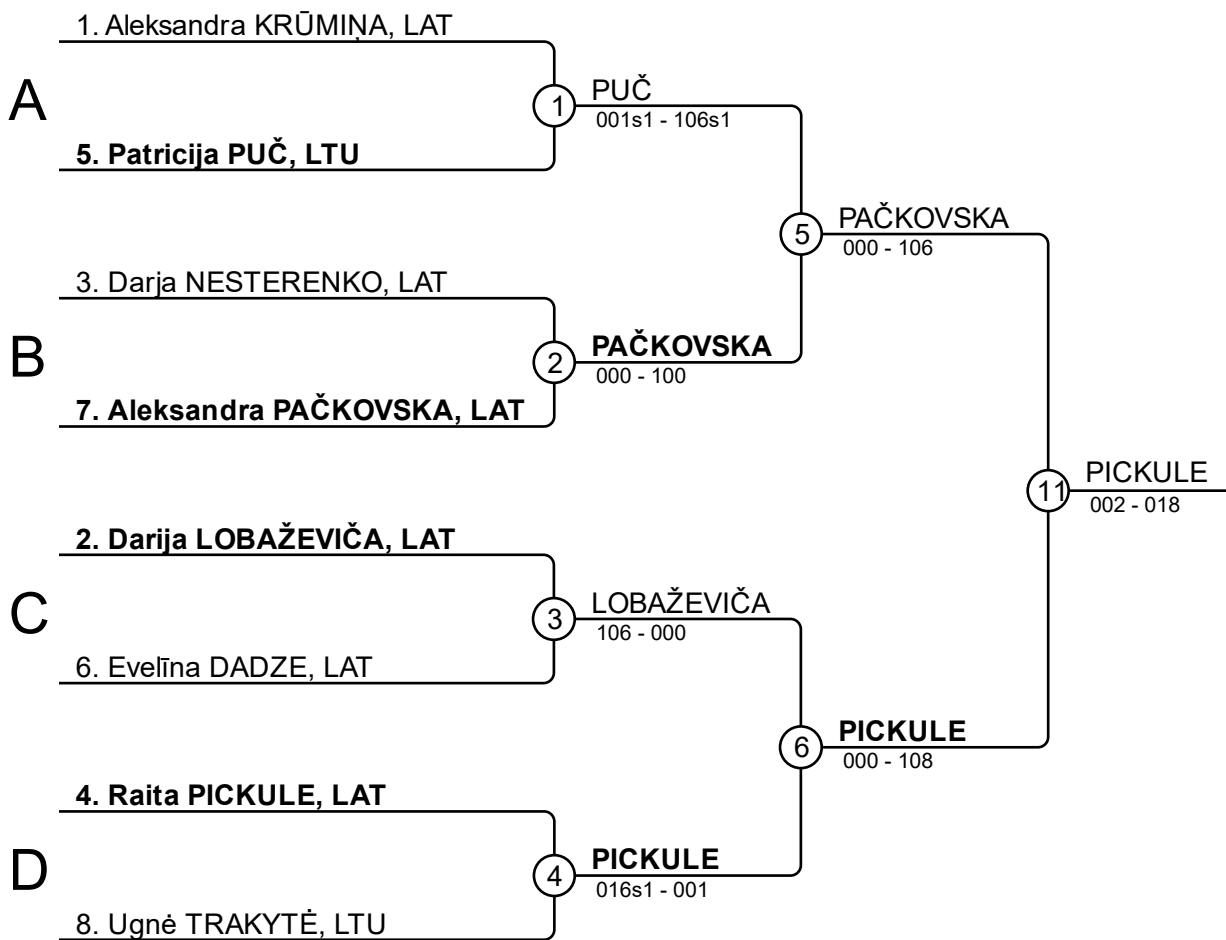 1. Aleksandra KRŪMIŅA, LAT
A
1
PUČ
001s1 - 106s1
5. Patricija PUČ, LTU
5
PAČKOVSKA
000 - 106
3. Darja NESTERENKO, LAT
B
2
PAČKOVSKA
000 - 100
7. Aleksandra PAČKOVSKA, LAT
11
PICKULE
002 - 018
2. Darija LOBAŽEVIČA, LAT
C
3
LOBAŽEVIČA
106 - 000
6. Evelīna DADZE, LAT
6
PICKULE
000 - 108
4. Raita PICKULE, LAT
D
4
PICKULE
016s1 - 001
8. Ugnė TRAKYTĖ, LTU